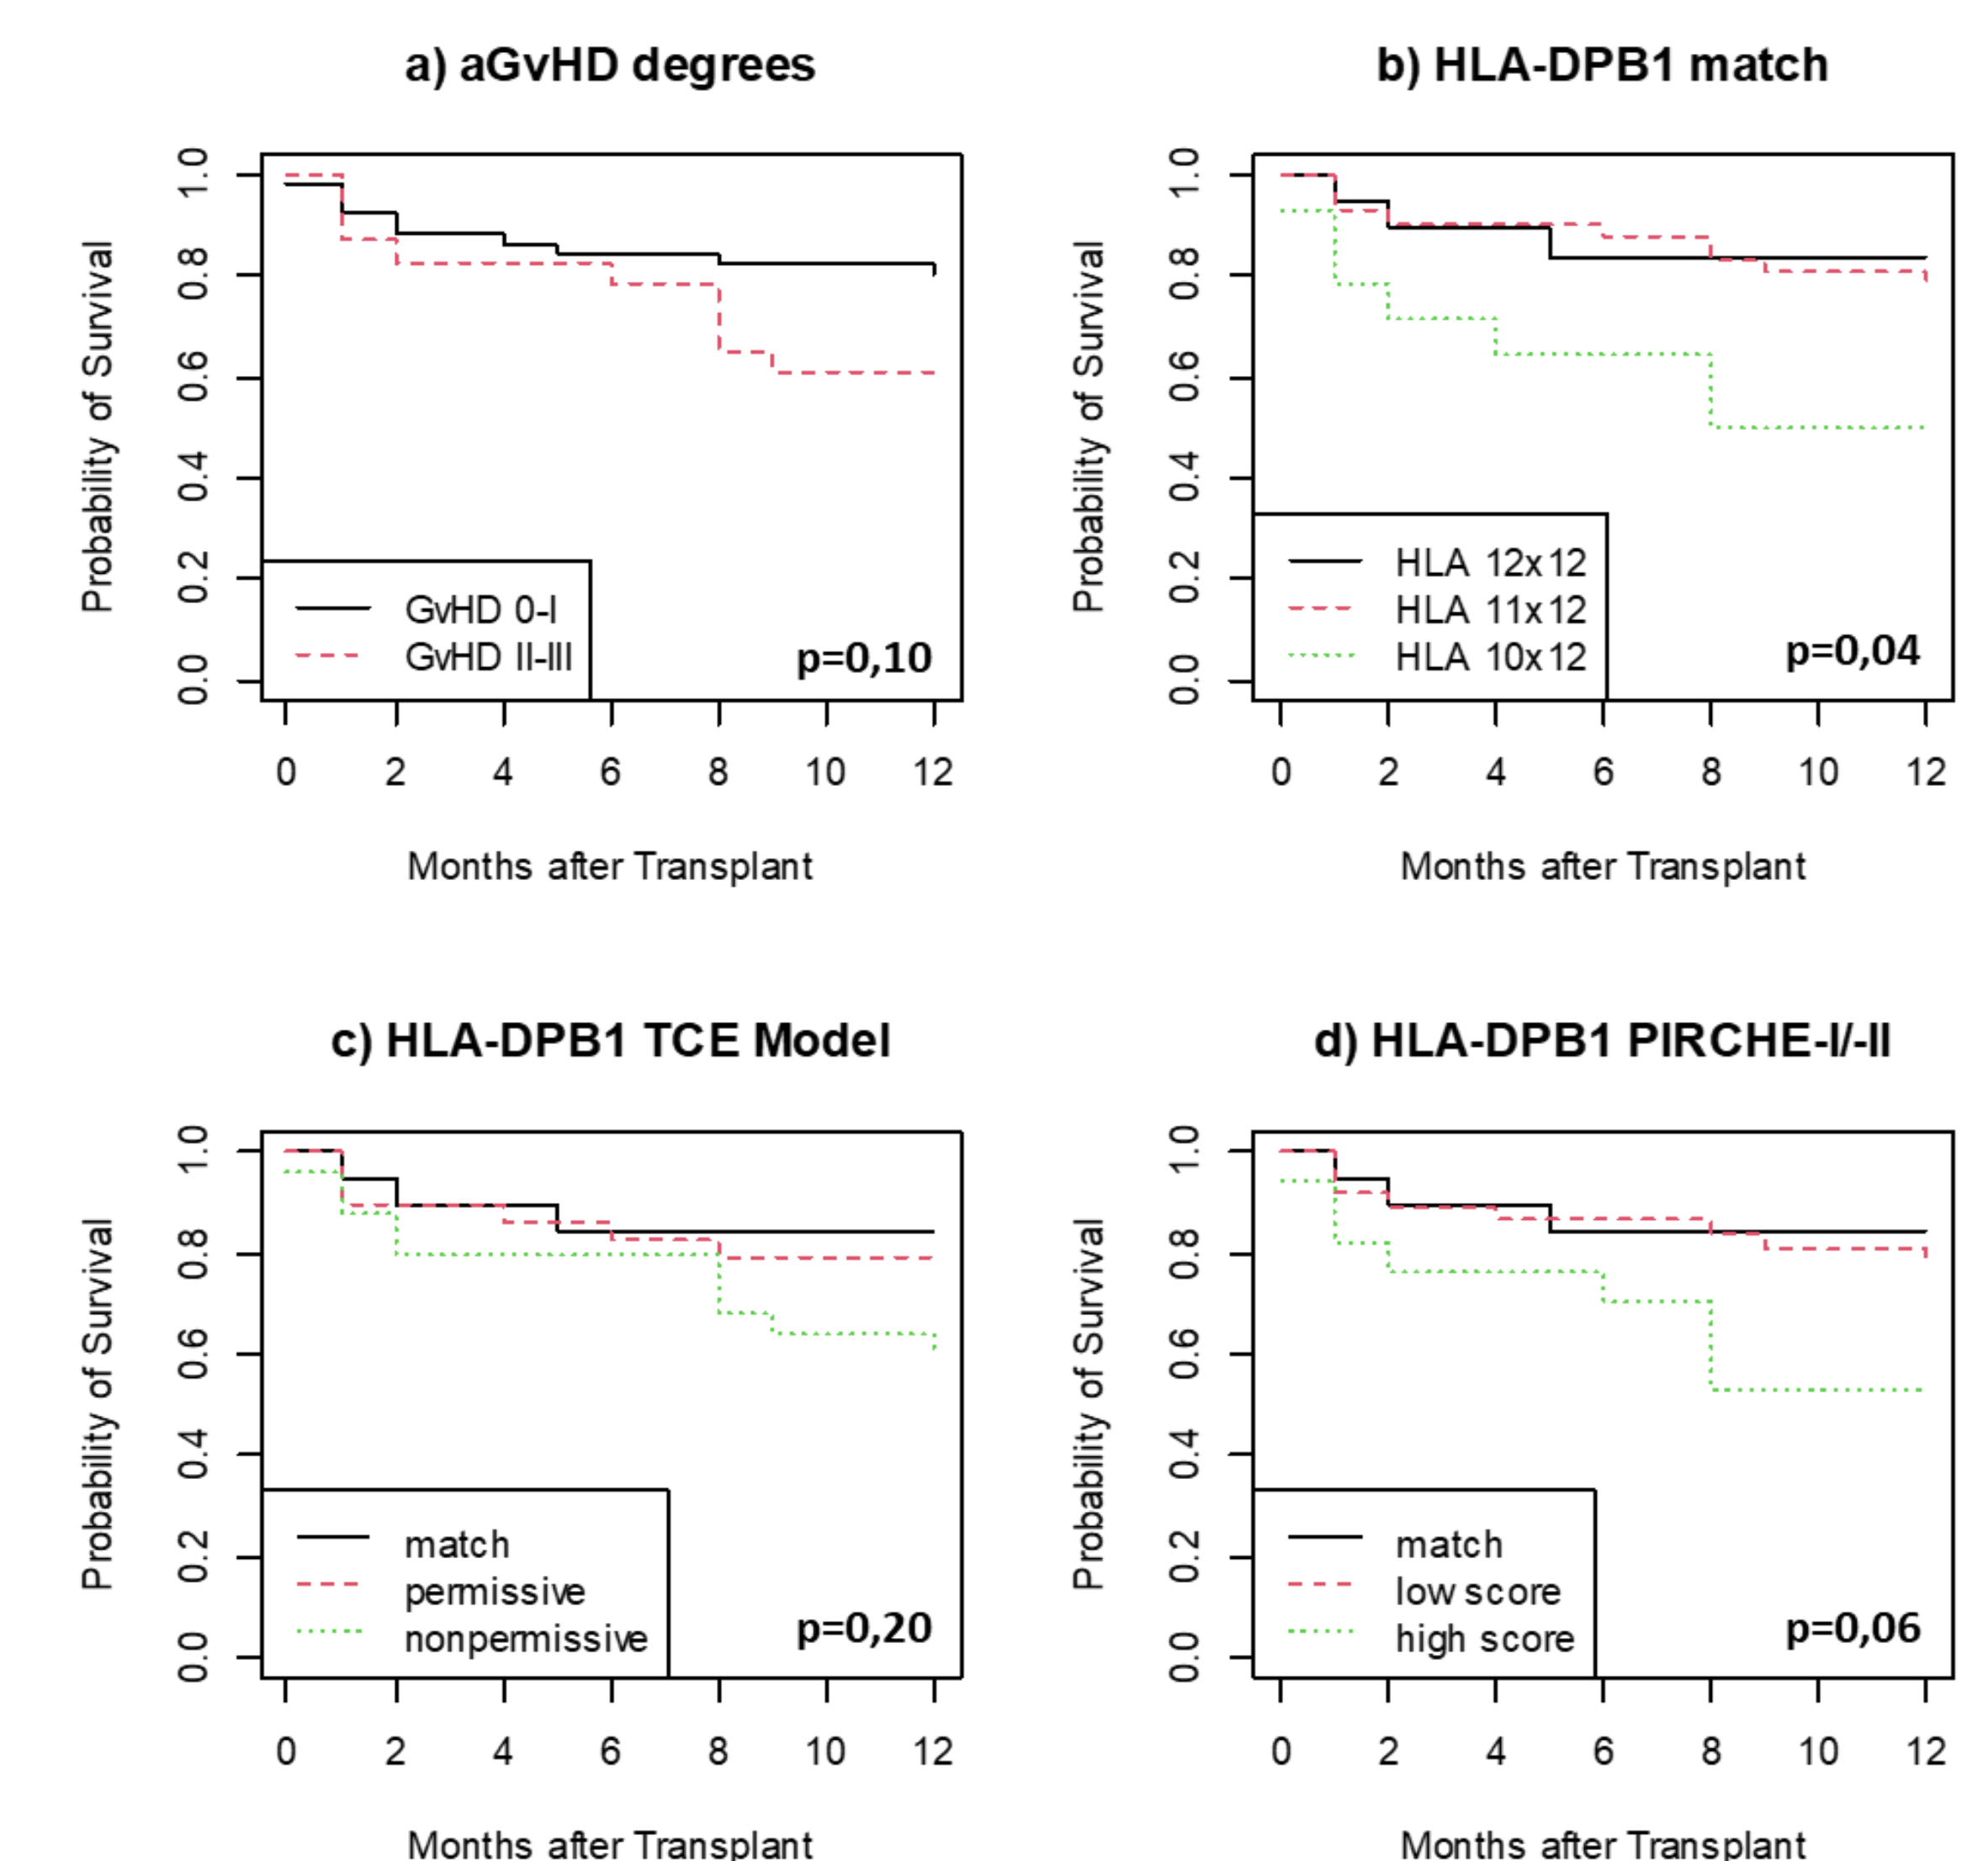 a) aGvHD degrees
Probability of Survival
1.0
0.8
0.6
0.4
0.2
0.0
GvHD 0-I
GvHD II-III
p=0,10
0 2 4 6 8 10 12
Months after Transplant
b) HLA-DPB1 match
Probability of Survival
1.0
0.8
0.6
0.4
0.2
0.0
HLA 12x12
HLA 11x12
HLA 10x12
p=0,04
0 2 4 6 8 10 12
Months after Transplant
c) HLA-DPB1 TCE Model
Probability of Survival
1.0
0.8
0.6
0.4
0.2
0.0
match
permissive
nonpermissive
p=0,20
0 2 4 6 8 10 12
Months after Transplant
d) HLA-DPB1 PIRCHE-I/-II
Probability of Survival
1.0
0.8
0.6
0.4
0.2
0.0
match
low score
high score
p=0,06
0 2 4 6 8 10 12
Months after Transplant